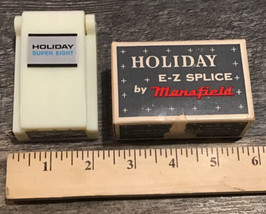 HOLIDAY
SUPER EIGHT
HOLIDAY
E-Z SPLICE
by Mansfield
1 2 3 4 5 6